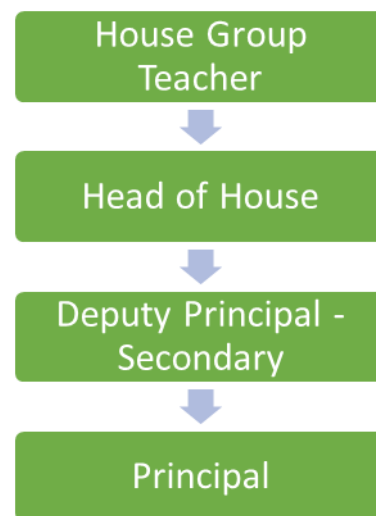 House Group
Teacher
Head of House
Deputy Principal -
Secondary
Principal